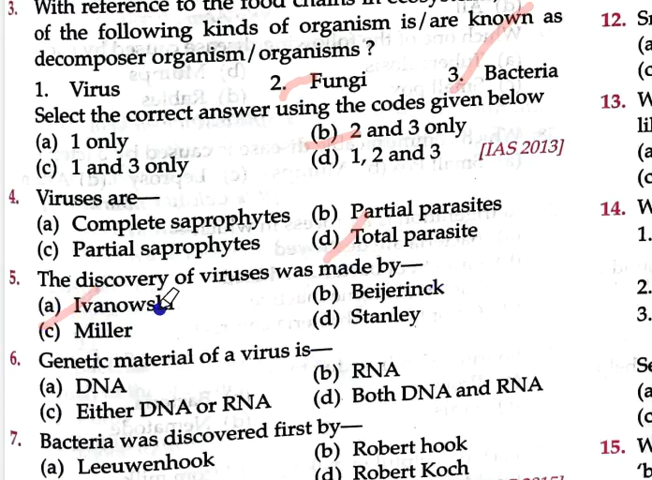 3. With reference to the food chains in
of the following kinds of organism is/are known as
decomposer organism/organisms ?
1. Virus 2. Fungi 3. Bacteria
Select the correct answer using the codes given below
(a) 1 only (b) 2 and 3 only
(c) 1 and 3 only (d) 1, 2 and 3 [IAS 2013]
4. Viruses are—
(a) Complete saprophytes (b) Partial parasites
(c) Partial saprophytes (d) Total parasite
5. The discovery of viruses was made by—
(a) Ivanowski (b) Beijerinck
(c) Miller (d) Stanley
6. Genetic material of a virus is—
(a) DNA (b) RNA
(c) Either DNA or RNA (d) Both DNA and RNA
7. Bacteria was discovered first by—
(a) Leeuwenhook (b) Robert hook
(d) Robert Koch
12.
(a
(c
13. W
li
(a
(c
14. W
1.
2.
3.
Se
(a
(c
15. W
'b